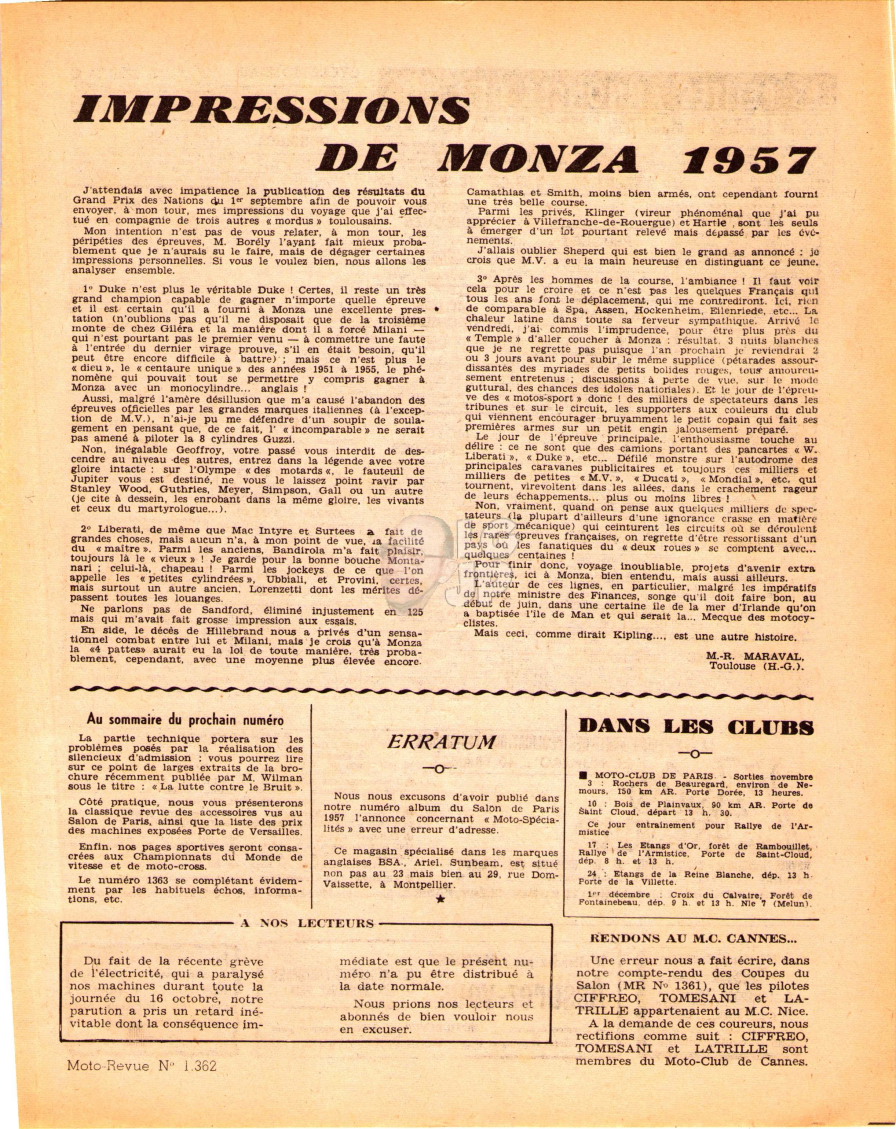 IMPRESSIONS
DE MONZA 1957
J'attendais avec impatience la publication des résultats du
Grand Prix des Nations du 1er septembre afin de pouvoir vous
envoyer, à mon tour, mes impressions du voyage que j'ai effec-
tué en compagnie de trois autres « mordus » toulousains.
Mon intention n'est pas de vous relater, à mon tour, les
péripéties des épreuves, M. Borély l'ayant fait mieux proba-
blement que je n'aurais su le faire, mais de dégager certaines
impressions personnelles. Si vous le voulez bien, nous allons les
analyser ensemble.
1° Duke n'est plus le véritable Duke ! Certes, il reste un très
grand champion capable de gagner n'importe quelle épreuve
et il est certain qu'il a fourni à Monza une excellente pres-
tation (n'oublions pas qu'il ne disposait que de la troisième
monte de chez Giléra et la manière dont il a forcé Milani —
qui n'est pourtant pas le premier venu — à commettre une faute
à l'entrée du dernier virage prouve, s'il en était besoin, qu'il
peut être encore difficile à battre) ; mais ce n'est plus le
« dieu », le « centaure unique » des années 1951 à 1955, le phé-
nomène qui pouvait tout se permettre y compris gagner à
Monza avec un monocylindre... anglais !
Aussi, malgré l'amère désillusion que m'a causé l'abandon des
épreuves officielles par les grandes marques italiennes (à l'excep-
tion de M.V.), n'ai-je pu me défendre d'un soupir de soula-
gement en pensant que, de ce fait, l' « incomparable » ne serait
pas amené à piloter la 8 cylindres Guzzi.
Non, inégalable Geoffroy, votre passé vous interdit de des-
cendre au niveau des autres, entrez dans la légende avec votre
gloire intacte : sur l'Olympe « des motards «, le fauteuil de
Jupiter vous est destiné, ne vous le laissez point ravir par
Stanley Wood, Guthries, Meyer, Simpson, Gall ou un autre
(je cite à dessein, les enrobant dans la même gloire, les vivants
et ceux du martyrologue...).
2° Liberati, de même que Mac Intyre et Surtees a fait de
grandes choses, mais aucun n'a, à mon point de vue, la facilité
du « maître ». Parmi les anciens, Bandirola m'a fait plaisir,
toujours là le « vieux » ! Je garde pour la bonne bouche Monta-
nari ; celui-là, chapeau ! Parmi les jockeys de ce que l'on
appelle les « petites cylindrées », Ubbiali, et Provini, certes,
mais surtout un autre ancien, Lorenzetti dont les mérites dé-
passent toutes les louanges.
Ne parlons pas de Sandford, éliminé injustement en 125
mais qui m'avait fait grosse impression aux essais.
En side, le décès de Hillebrand nous a privés d'un sensa-
tionnel combat entre lui et Milani, mais je crois qu'à Monza
la «4 pattes» aurait eu la loi de toute manière, très proba-
blement, cependant, avec une moyenne plus élevée encore.
Camathias et Smith, moins bien armés, ont cependant fourni
une très belle course.
Parmi les privés, Klinger (vireur phénoménal que j'ai pu
apprécier à Villefranche-de-Rouergue) et Hartle, sont les seuls
à émerger d'un lot pourtant relevé mais dépassé par les évé-
nements.
J'allais oublier Sheperd qui est bien le grand as annoncé : je
crois que M.V. a eu la main heureuse en distinguant ce jeune.
3° Après les hommes de la course, l'ambiance ! Il faut voir
cela pour le croire et ce n'est pas les quelques Français qui
tous les ans font le déplacement, qui me contrediront. Ici, rien
de comparable à Spa, Assen, Hockenheim, Eilenriede, etc... La
chaleur latine dans toute sa ferveur sympathique. Arrivé le
vendredi, j'ai commis l'imprudence, pour être plus près du
« Temple » d'aller coucher à Monza : résultat, 3 nuits blanches
que je ne regrette pas puisque l'an prochain je reviendrai 2
ou 3 jours avant pour subir le même supplice (pétarades assour-
dissantes des myriades de petits bolides rouges, tous amoureu-
sement entretenus ; discussions à perte de vue, sur le mode
guttural, des chances des idoles nationales). Et le jour de l'épreu-
ve des « motos-sport » donc ! des milliers de spectateurs dans les
tribunes et sur le circuit, les supporters aux couleurs du club
qui viennent encourager bruyamment le petit copain qui fait ses
premières armes sur un petit engin jalousement préparé.
Le jour de l'épreuve principale, l'enthousiasme touche au
délire : ce ne sont que des camions portant des pancartes « W.
Liberati », « Duke », etc... Défilé monstre sur l'autodrome des
principales caravanes publicitaires et toujours ces milliers et
milliers de petites « M.V. », « Ducati », « Mondial », etc. qui
tournent, virevoltent dans les allées, dans le crachement rageur
de leurs échappements... plus ou moins libres !
Non, vraiment, quand on pense aux quelques milliers de spec-
tateurs (la plupart d'ailleurs d'une ignorance crasse en matière
de sport mécanique) qui ceinturent les circuits où se déroulent
les rares épreuves françaises, on regrette d'être ressortissant d'un
pays où les fanatiques du « deux roues » se comptent avec...
quelques centaines !
Pour finir donc, voyage inoubliable, projets d'avenir extra
frontières, ici à Monza, bien entendu, mais aussi ailleurs.
L'auteur de ces lignes, en particulier, malgré les impératifs
de notre ministre des Finances, songe qu'il doit faire bon, au
début de juin, dans une certaine île de la mer d'Irlande qu'on
a baptisée l'île de Man et qui serait la... Mecque des motocy-
clistes.
Mais ceci, comme dirait Kipling..., est une autre histoire.
M.-R. MARAVAL,
Toulouse (H.-G.).
Au sommaire du prochain numéro
La partie technique portera sur les
problèmes posés par la réalisation des
silencieux d'admission : vous pourrez lire
sur ce point de larges extraits de la bro-
chure récemment publiée par M. Wilman
sous le titre : « La lutte contre le Bruit ».
Côté pratique, nous vous présenterons
la classique revue des accessoires vus au
Salon de Paris, ainsi que la liste des prix
des machines exposées Porte de Versailles.
Enfin, nos pages sportives seront consa-
crées aux Championnats du Monde de
vitesse et de moto-cross.
Le numéro 1363 se complétant évidem-
ment par les habituels échos, informa-
tions, etc.
ERRATUM
Nous nous excusons d'avoir publié dans
notre numéro album du Salon de Paris
1957 l'annonce concernant « Moto-Spécia-
lités » avec une erreur d'adresse.
Ce magasin spécialisé dans les marques
anglaises BSA, Ariel, Sunbeam, est situé
non pas au 23 mais bien au 29, rue Dom-
Vaissette, à Montpellier.
★
DANS LES CLUBS
■ MOTO-CLUB DE PARIS - Sorties novembre
3 : Rochers de Beauregard, environ de Ne-
mours, 150 km AR. Porte Dorée, 13 heures.
10 : Bois de Plainvaux, 90 km AR. Porte de
Saint Cloud, départ 13 h. 30.
Ce jour entrainement pour Rallye de l'Ar-
mistice
17 : Les Etangs d'Or, forêt de Rambouillet,
Rallye de l'Armistice, Porte de Saint-Cloud,
dép. 8 h. et 13 h.
24 : Etangs de la Reine Blanche, dép. 13 h
Porte de la Villette.
1er décembre : Croix du Calvaire, Forêt de
Fontainebeau, dép. 9 h. et 13 h. Nle 7 (Melun).
A NOS LECTEURS
Du fait de la récente grève
de l'électricité, qui a paralysé
nos machines durant toute la
journée du 16 octobre, notre
parution a pris un retard iné-
vitable dont la conséquence im-
médiate est que le présent nu-
méro n'a pu être distribué à
la date normale.
Nous prions nos lecteurs et
abonnés de bien vouloir nous
en excuser.
RENDONS AU M.C. CANNES...
Une erreur nous a fait écrire, dans
notre compte-rendu des Coupes du
Salon (MR N° 1361), que les pilotes
CIFFREO, TOMESANI et LA-
TRILLE appartenaient au M.C. Nice.
A la demande de ces coureurs, nous
rectifions comme suit : CIFFREO,
TOMESANI et LATRILLE sont
membres du Moto-Club de Cannes.
Moto-Revue N° 1.362